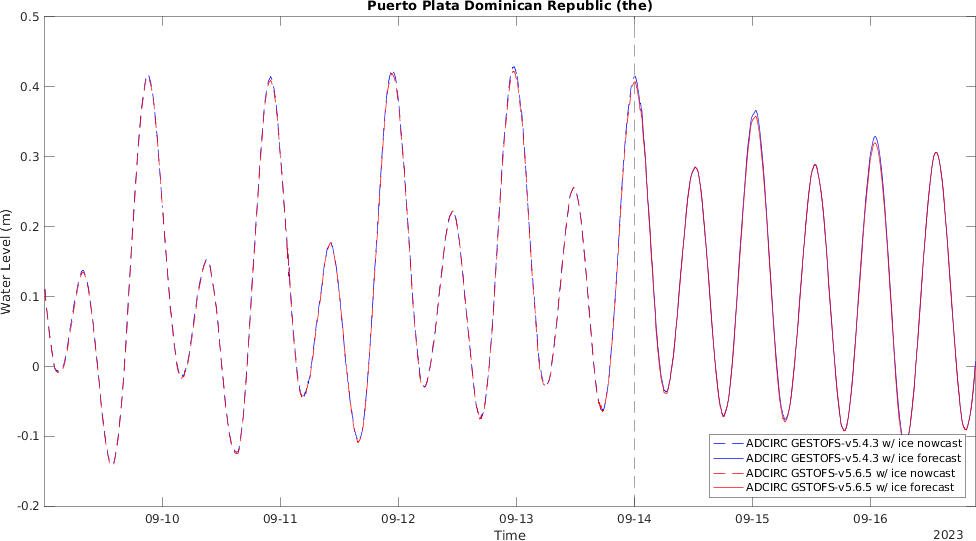 Puerto Plata Dominican Republic (the)
0.5
0.4
0.3
0.2
0.1
0
-0.1
-0.2
Water Level (m)
ADCIRC GESTOFS-v5.4.3 w/ ice nowcast
ADCIRC GESTOFS-v5.4.3 w/ ice forecast
ADCIRC GSTOFS-v5.6.5 w/ ice nowcast
ADCIRC GSTOFS-v5.6.5 w/ ice forecast
09-10 09-11 09-12 09-13 09-14 09-15 09-16
Time
2023